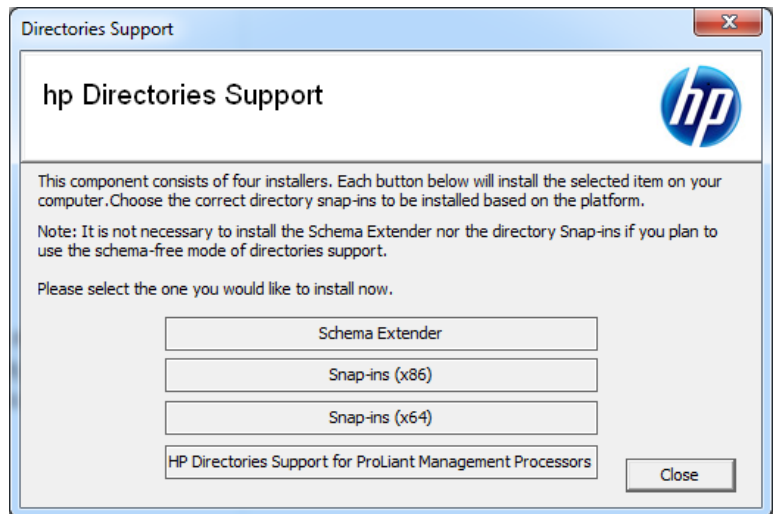 Directories Support
hp Directories Support
hp
This component consists of four installers. Each button below will install the selected item on your
computer.Choose the correct directory snap-ins to be installed based on the platform.
Note: It is not necessary to install the Schema Extender nor the directory Snap-ins if you plan to
use the schema-free mode of directories support.
Please select the one you would like to install now.
Schema Extender
Snap-ins (x86)
Snap-ins (x64)
HP Directories Support for ProLiant Management Processors
Close